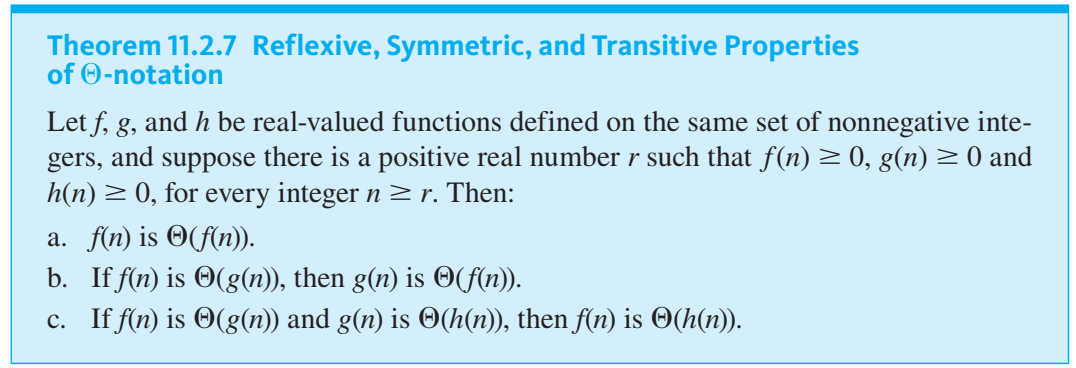 Theorem 11.2.7 Reflexive, Symmetric, and Transitive Properties
of Θ-notation
Let f, g, and h be real-valued functions defined on the same set of nonnegative inte-
gers, and suppose there is a positive real number r such that f(n) ≥ 0, g(n) ≥ 0 and
h(n) ≥ 0, for every integer n ≥ r. Then:
a. f(n) is Θ(f(n)).
b. If f(n) is Θ(g(n)), then g(n) is Θ(f(n)).
c. If f(n) is Θ(g(n)) and g(n) is Θ(h(n)), then f(n) is Θ(h(n)).